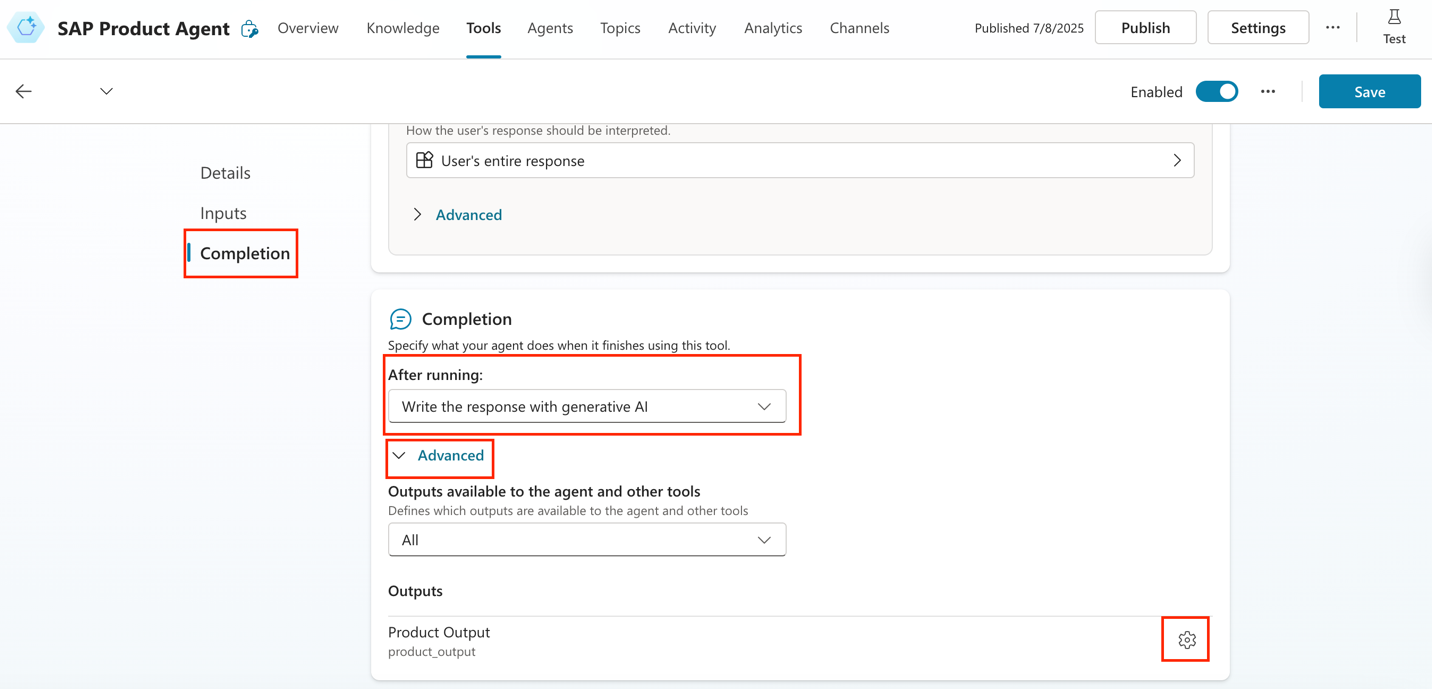 SAP Product Agent Overview Knowledge Tools Agents Topics Activity Analytics Channels Published 7/8/2025 Publish Settings ... Test
Enabled ... Save
How the user's response should be interpreted.
User's entire response
Advanced
Details
Inputs
Completion
Completion
Specify what your agent does when it finishes using this tool.
After running:
Write the response with generative AI
Advanced
Outputs available to the agent and other tools
Defines which outputs are available to the agent and other tools
All
Outputs
Product Output
product_output